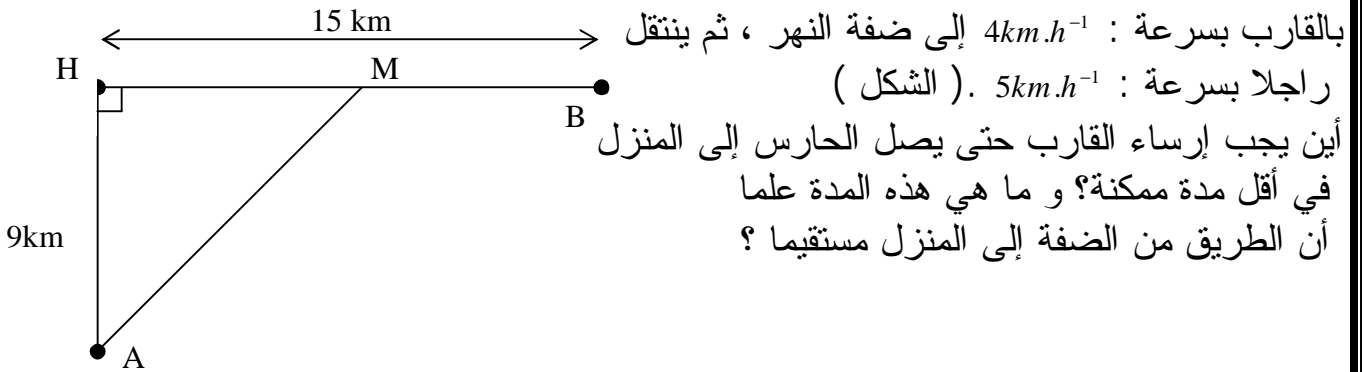 بالقارب بسرعة : 4km.h⁻¹ إلى ضفة النهر ، ثم ينتقل
راجلا بسرعة : 5km.h⁻¹ .( الشكل )
أين يجب إرساء القارب حتى يصل الحارس إلى المنزل
في أقل مدة ممكنة؟ و ما هي هذه المدة علما
أن الطريق من الضفة إلى المنزل مستقيما ؟
15 km
H
M
B
9km
A